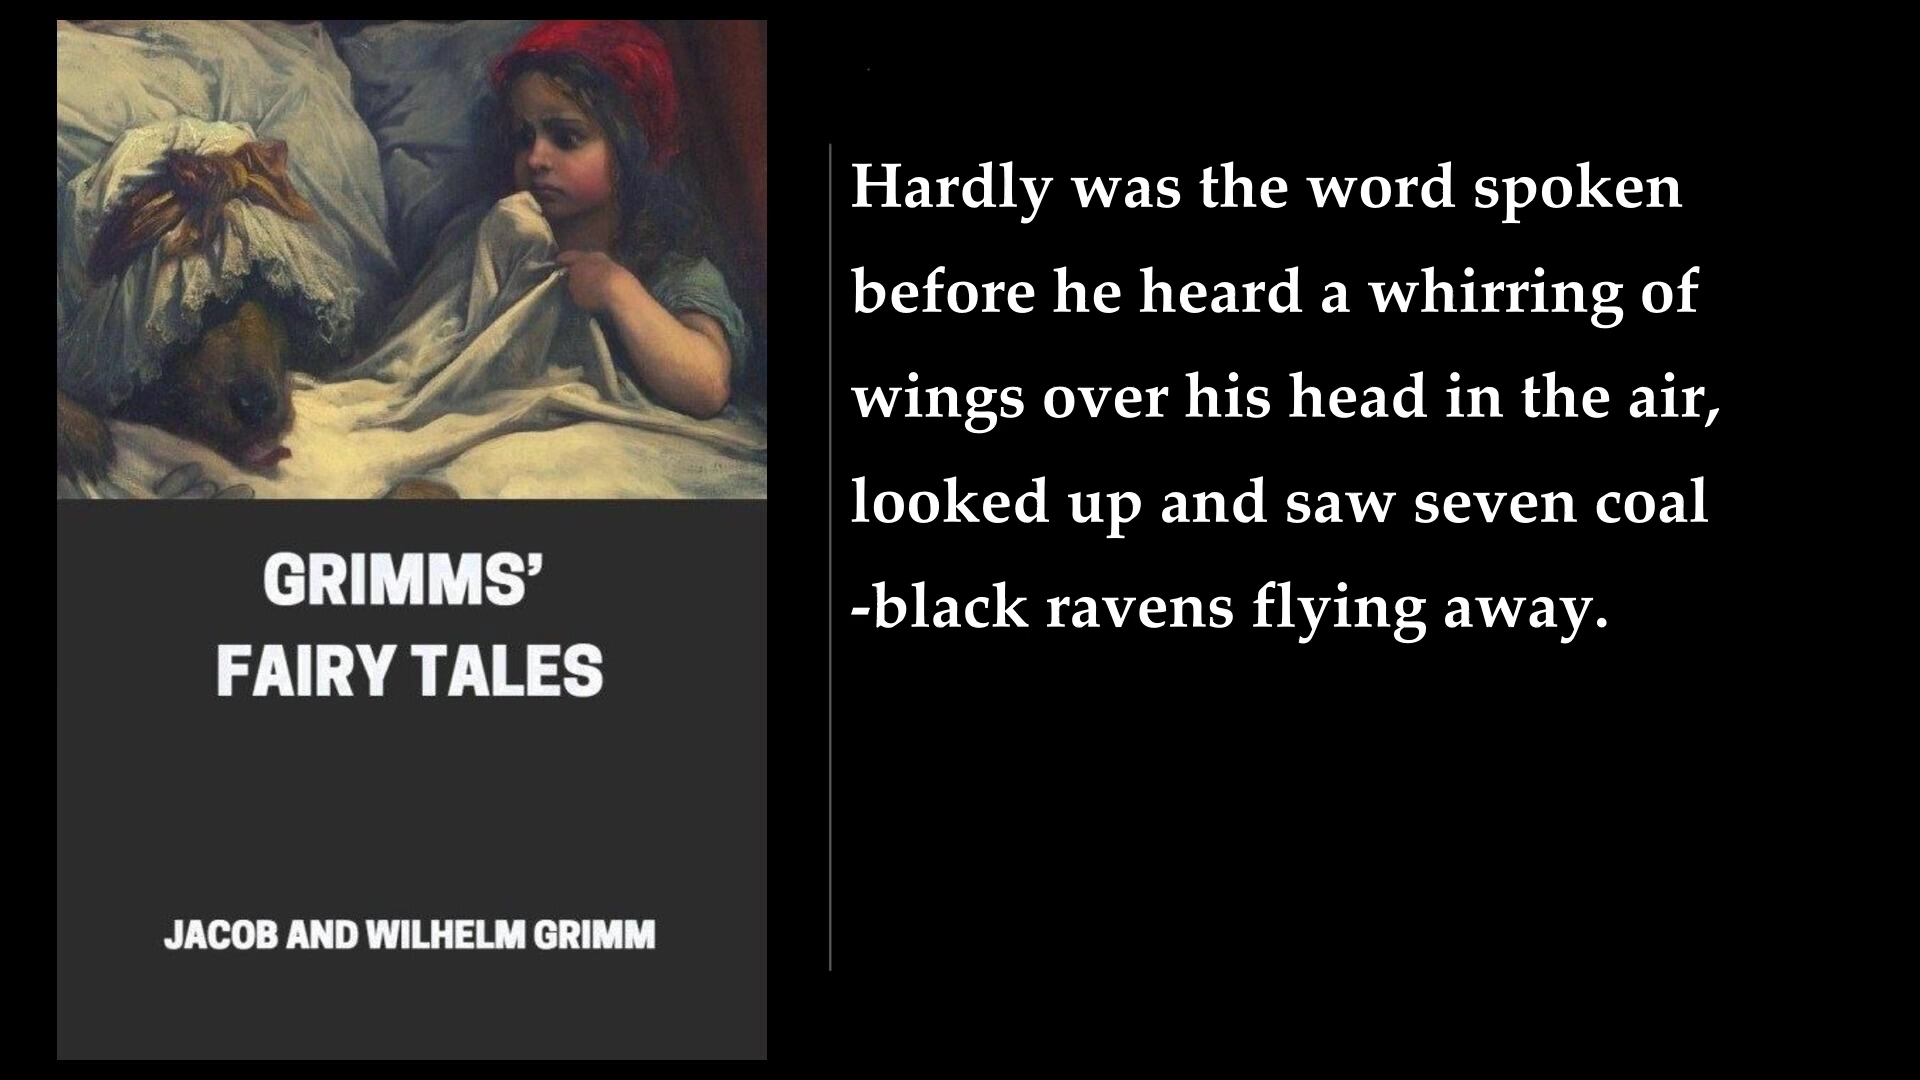 GRIMMS’
FAIRY TALES
JACOB AND WILHELM GRIMM
Hardly was the word spoken
before he heard a whirring of
wings over his head in the air,
looked up and saw seven coal
-black ravens flying away.